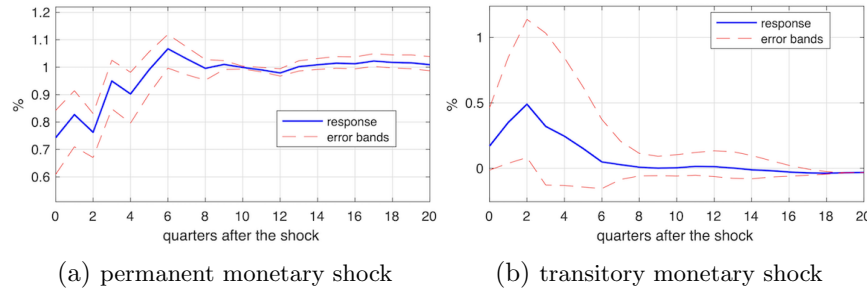 1.2
1.1
1
0.9
0.8
0.7
0.6
%
response
error bands
0 2 4 6 8 10 12 14 16 18 20
quarters after the shock
(a) permanent monetary shock
1
0.5
0
%
response
error bands
0 2 4 6 8 10 12 14 16 18 20
quarters after the shock
(b) transitory monetary shock